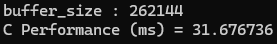 buffer_size : 262144
C Performance (ms) = 31.676736